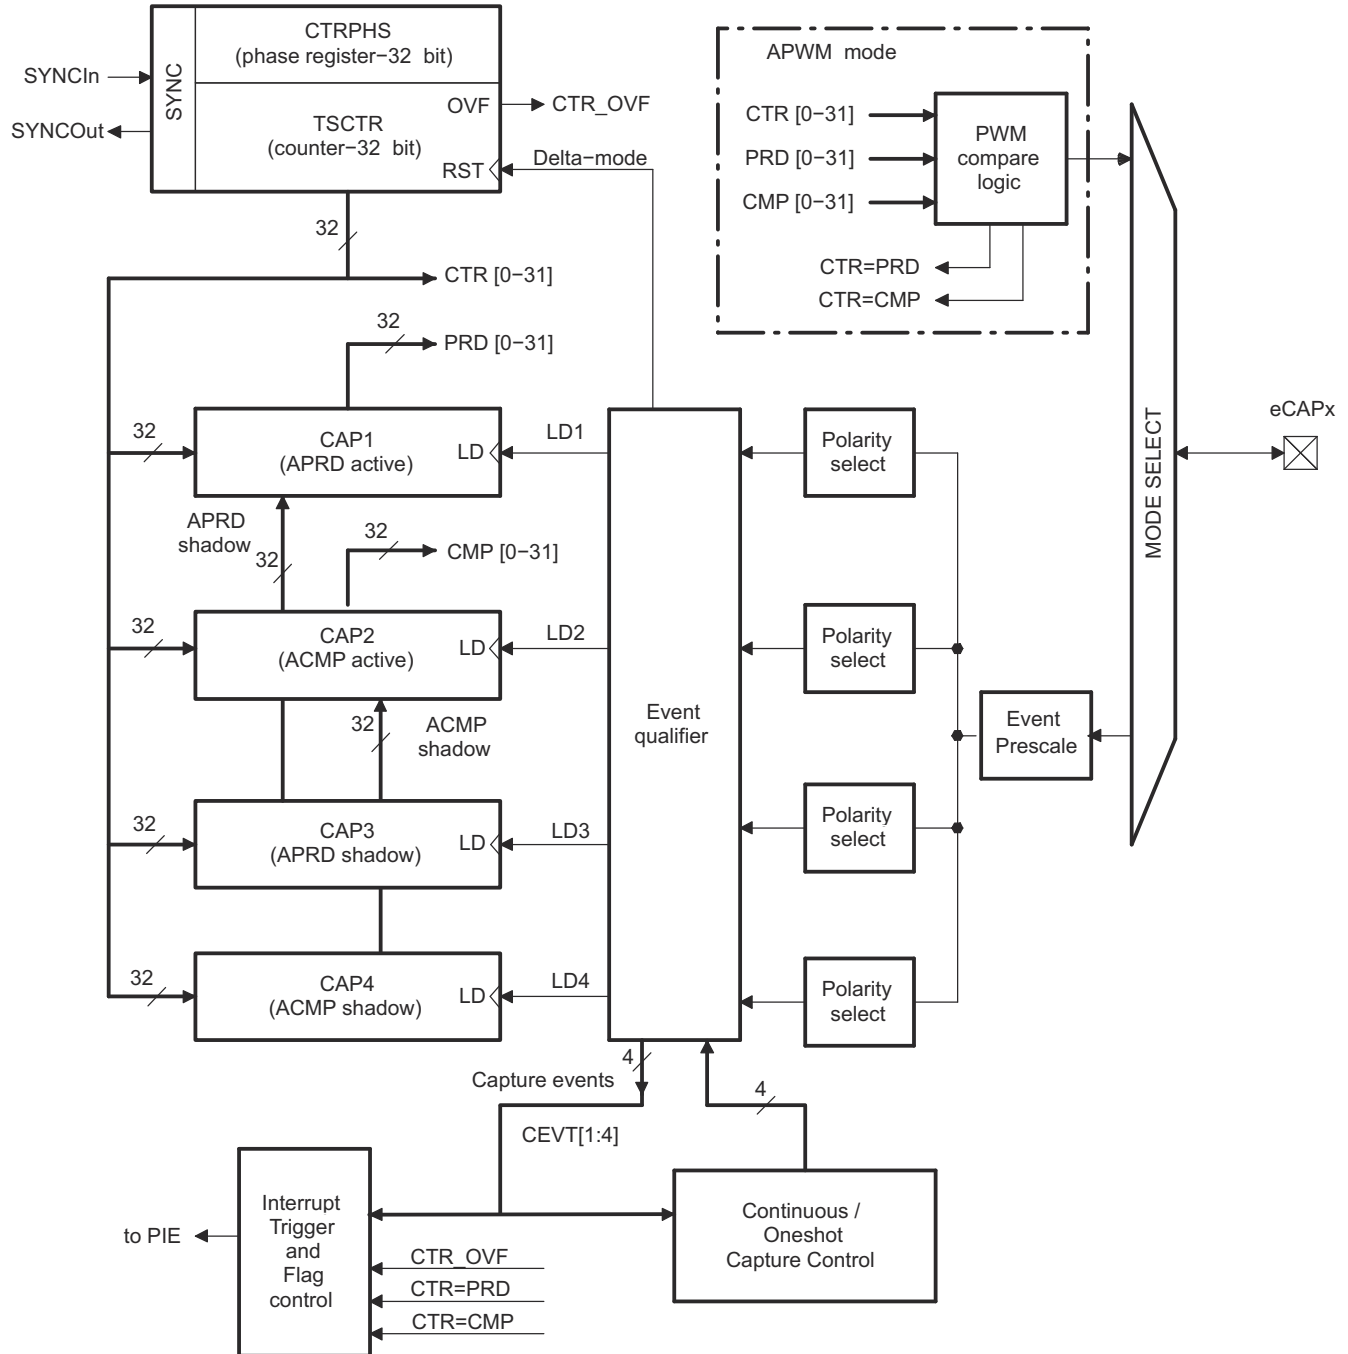 CTRPHS
(phase register−32 bit)
SYNCIn
SYNC
SYNCOut
OVF
CTR_OVF
TSCTR
(counter−32 bit)
RST
Delta−mode
32
CTR [0−31]
32
PRD [0−31]
APWM mode
CTR [0−31]
PRD [0−31]
CMP [0−31]
PWM
compare
logic
CTR=PRD
CTR=CMP
MODE SELECT
eCAPx
32
CAP1
(APRD active)
LD
LD1
Polarity
select
APRD
shadow
32
32
CMP [0−31]
32
CAP2
(ACMP active)
LD
LD2
Polarity
select
32
ACMP
shadow
Event
qualifier
Event
Prescale
32
CAP3
(APRD shadow)
LD
LD3
Polarity
select
32
CAP4
(ACMP shadow)
LD
LD4
Polarity
select
4
Capture events
4
CEVT[1:4]
to PIE
Interrupt
Trigger
and
Flag
control
CTR_OVF
CTR=PRD
CTR=CMP
Continuous /
Oneshot
Capture Control